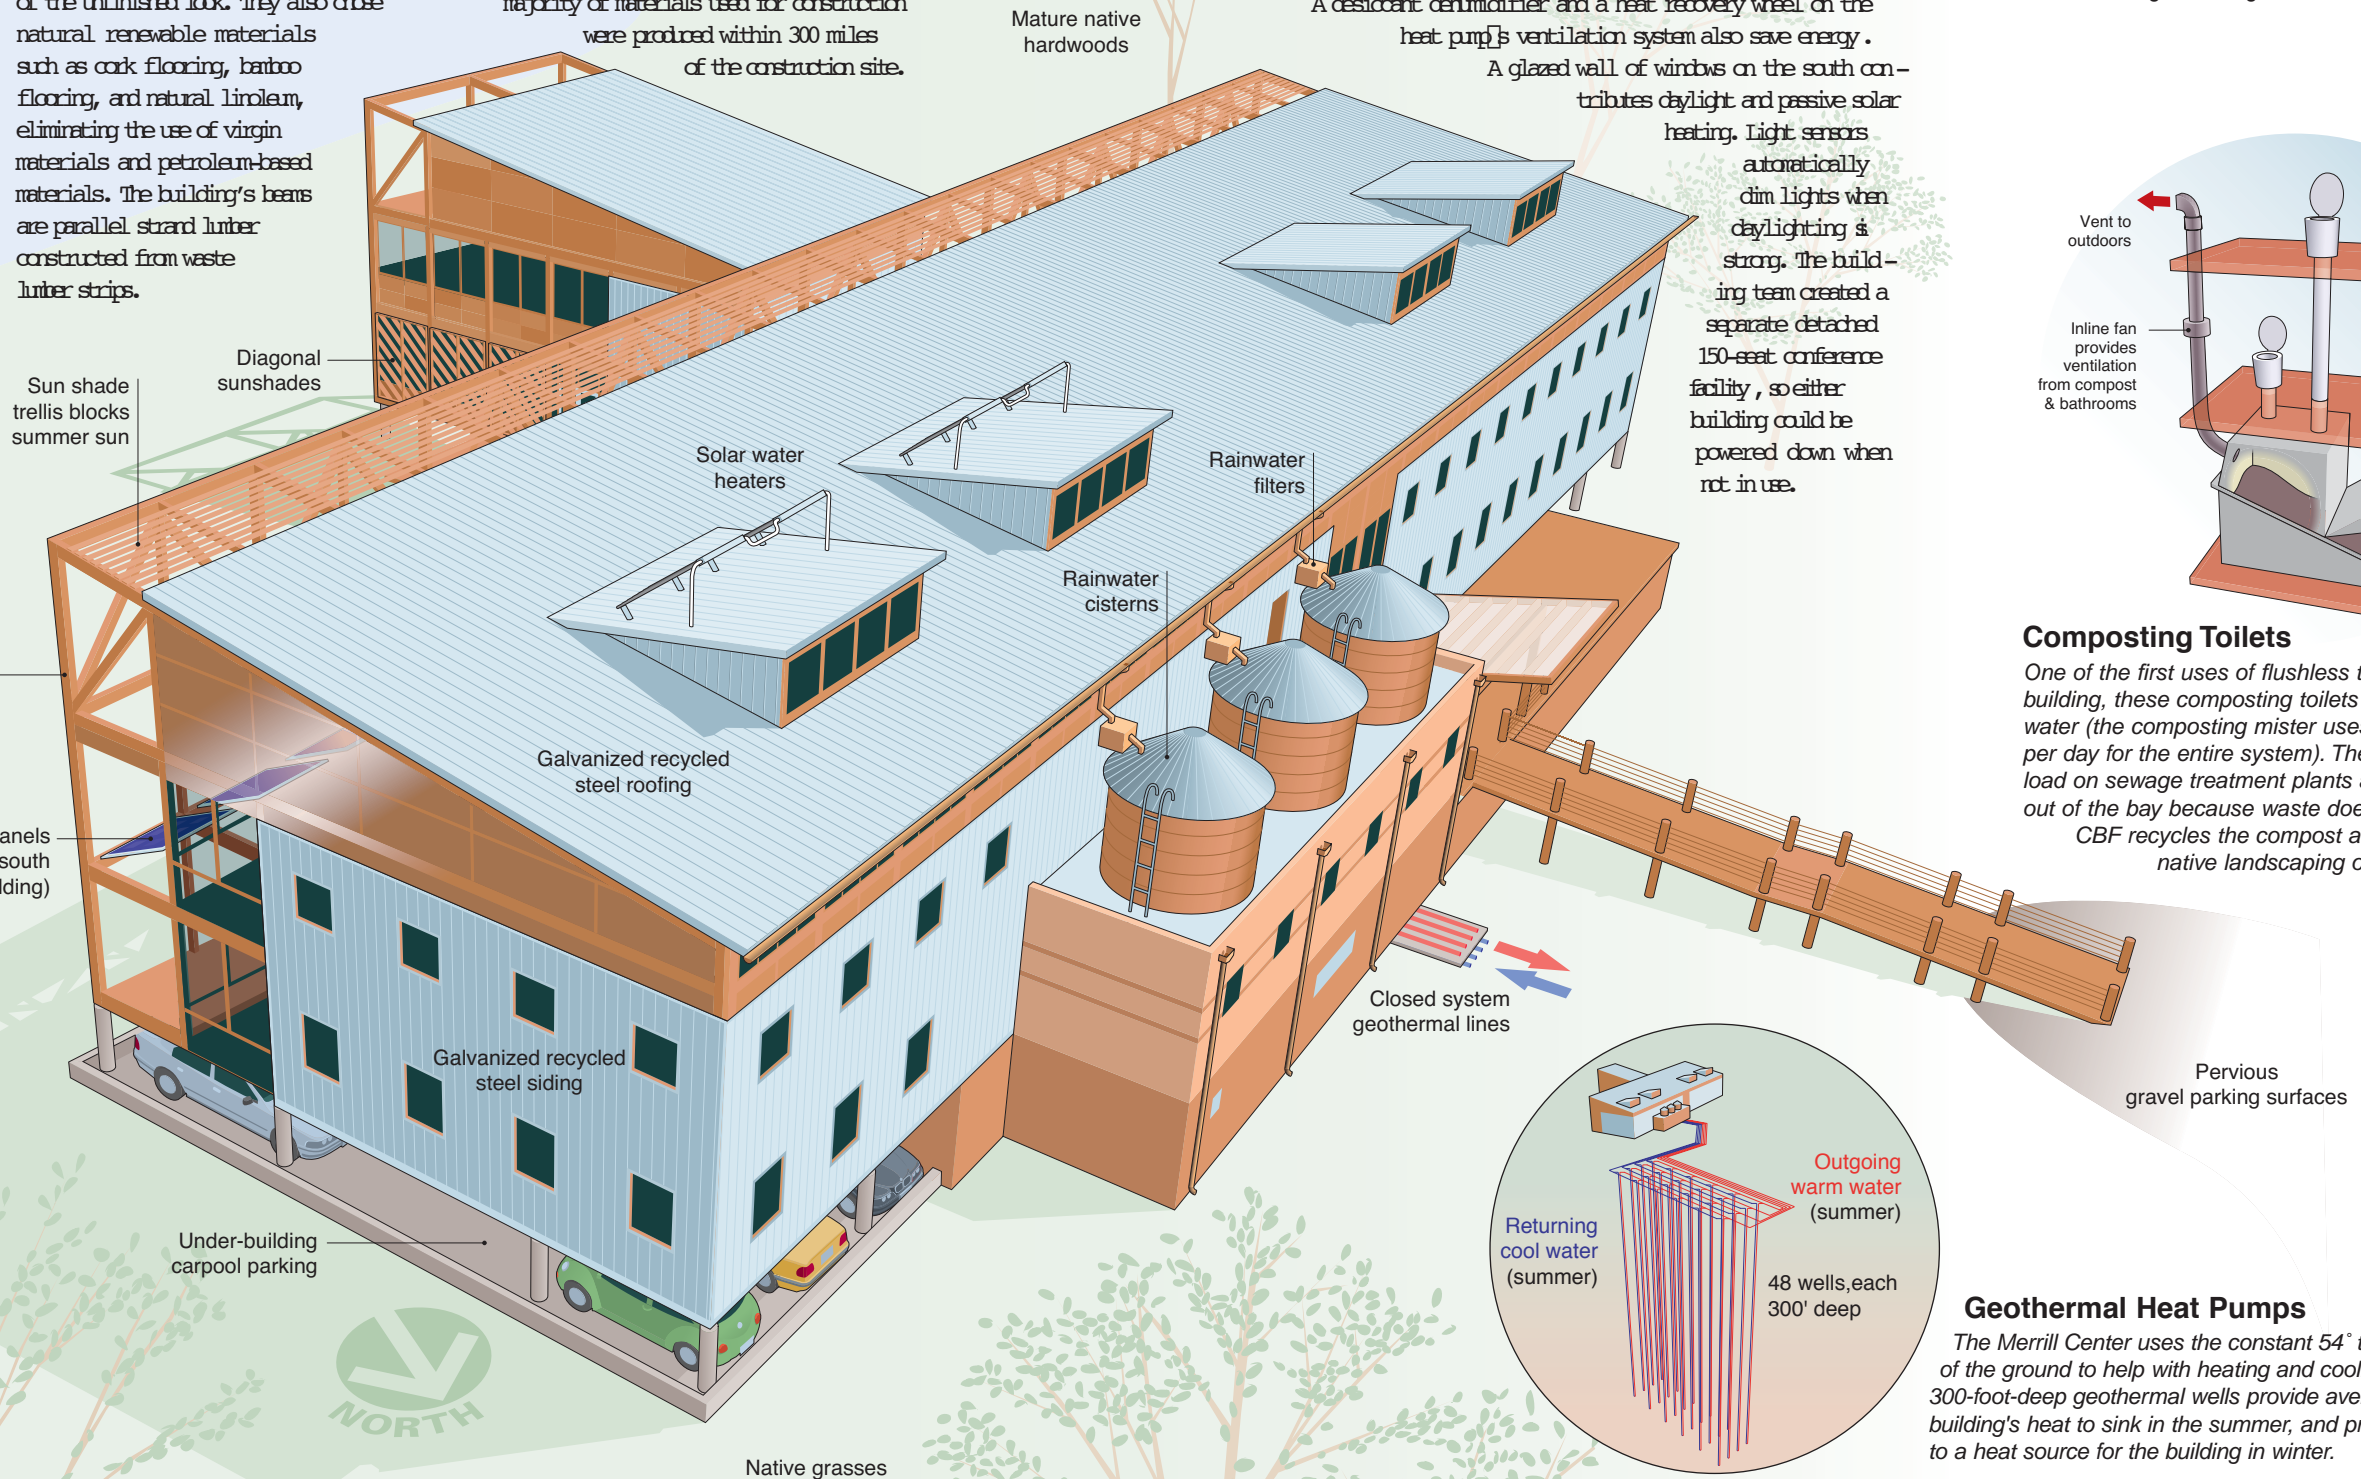 of the unfinished look. They also chose
natural renewable materials
such as cork flooring, bamboo
flooring, and natural linoleum,
eliminating the use of virgin
materials and petroleum-based
materials. The building's beams
are parallel strand lumber
constructed from waste
lumber strips.
majority of materials used for construction
were produced within 300 miles
of the construction site.
Mature native
hardwoods
A desiccant dehumidifier and a heat recovery wheel on the
heat pump▯s ventilation system also save energy.
A glazed wall of windows on the south con-
tributes daylight and passive solar
heating. Light sensors
automatically
dim lights when
daylighting is
strong. The build-
ing team created a
separate detached
150-seat conference
facility, so either
building could be
powered down when
not in use.
Vent to
outdoors
Inline fan
provides
ventilation
from compost
& bathrooms
Diagonal
sunshades
Sun shade
trellis blocks
summer sun
Solar water
heaters
Rainwater
filters
Rainwater
cisterns
Galvanized recycled
steel roofing
anels
south
lding)
Galvanized recycled
steel siding
Under-building
carpool parking
NORTH
Native grasses
Closed system
geothermal lines
Pervious
gravel parking surfaces
Outgoing
warm water
(summer)
Returning
cool water
(summer)
48 wells,each
300' deep
Composting Toilets
One of the first uses of flushless t
building, these composting toilets
water (the composting mister uses
per day for the entire system). The
load on sewage treatment plants a
out of the bay because waste doe
CBF recycles the compost a
native landscaping o
Geothermal Heat Pumps
The Merrill Center uses the constant 54˚ t
of the ground to help with heating and cool
300-foot-deep geothermal wells provide ave
building's heat to sink in the summer, and pr
to a heat source for the building in winter.